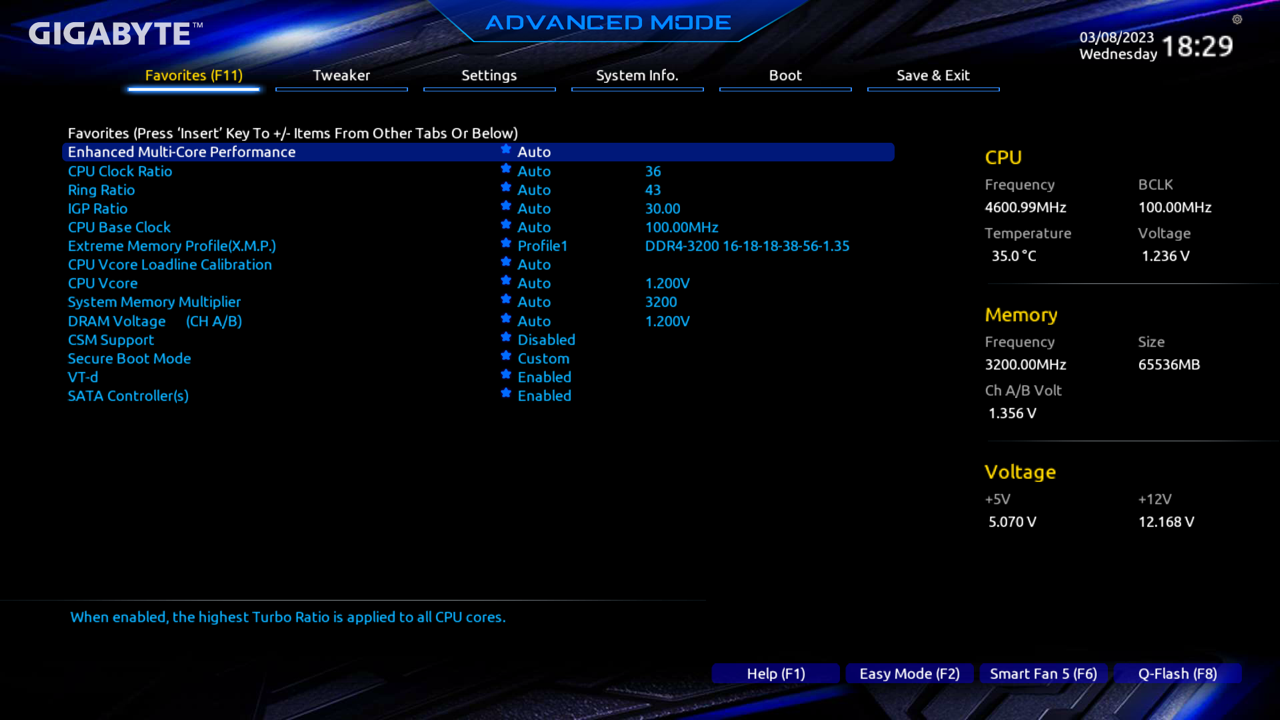 GIGABYTE™
ADVANCED MODE
03/08/2023
Wednesday
18:29
Favorites (F11) Tweaker Settings System Info. Boot Save & Exit
Favorites (Press ‘Insert’ Key To +/- Items From Other Tabs Or Below)
Enhanced Multi-Core Performance Auto
CPU Clock Ratio Auto 36
Ring Ratio Auto 43
IGP Ratio Auto 30.00
CPU Base Clock Auto 100.00MHz
Extreme Memory Profile(X.M.P.) Profile1 DDR4-3200 16-18-18-38-56-1.35
CPU Vcore Loadline Calibration Auto
CPU Vcore Auto 1.200V
System Memory Multiplier Auto 3200
DRAM Voltage (CH A/B) Auto 1.200V
CSM Support Disabled
Secure Boot Mode Custom
VT-d Enabled
SATA Controller(s) Enabled
CPU
Frequency BCLK
4600.99MHz 100.00MHz
Temperature Voltage
35.0 °C 1.236 V
Memory
Frequency Size
3200.00MHz 65536MB
Ch A/B Volt
1.356 V
Voltage
+5V +12V
5.070 V 12.168 V
When enabled, the highest Turbo Ratio is applied to all CPU cores.
Help (F1) Easy Mode (F2) Smart Fan 5 (F6) Q-Flash (F8)